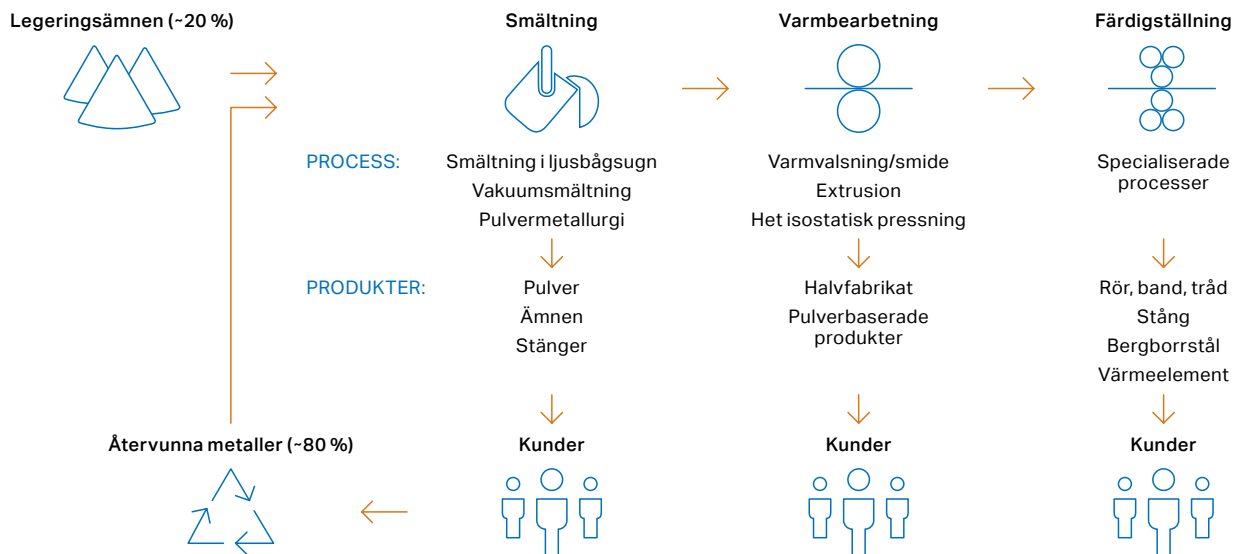 Legeringsämnen (~20 %)
Smältning
Varmbearbetning
Färdigställning
PROCESS:
Smältning i ljusbågsugn
Vakuumsmältning
Pulvermetallurgi
Varmvalsning/smide
Extrusion
Het isostatisk pressning
Specialiserade
processer
PRODUKTER:
Pulver
Ämnen
Stänger
Halvfabrikat
Pulverbaserade
produkter
Rör, band, tråd
Stång
Bergborrstål
Värmeelement
Återvunna metaller (~80 %)
Kunder
Kunder
Kunder